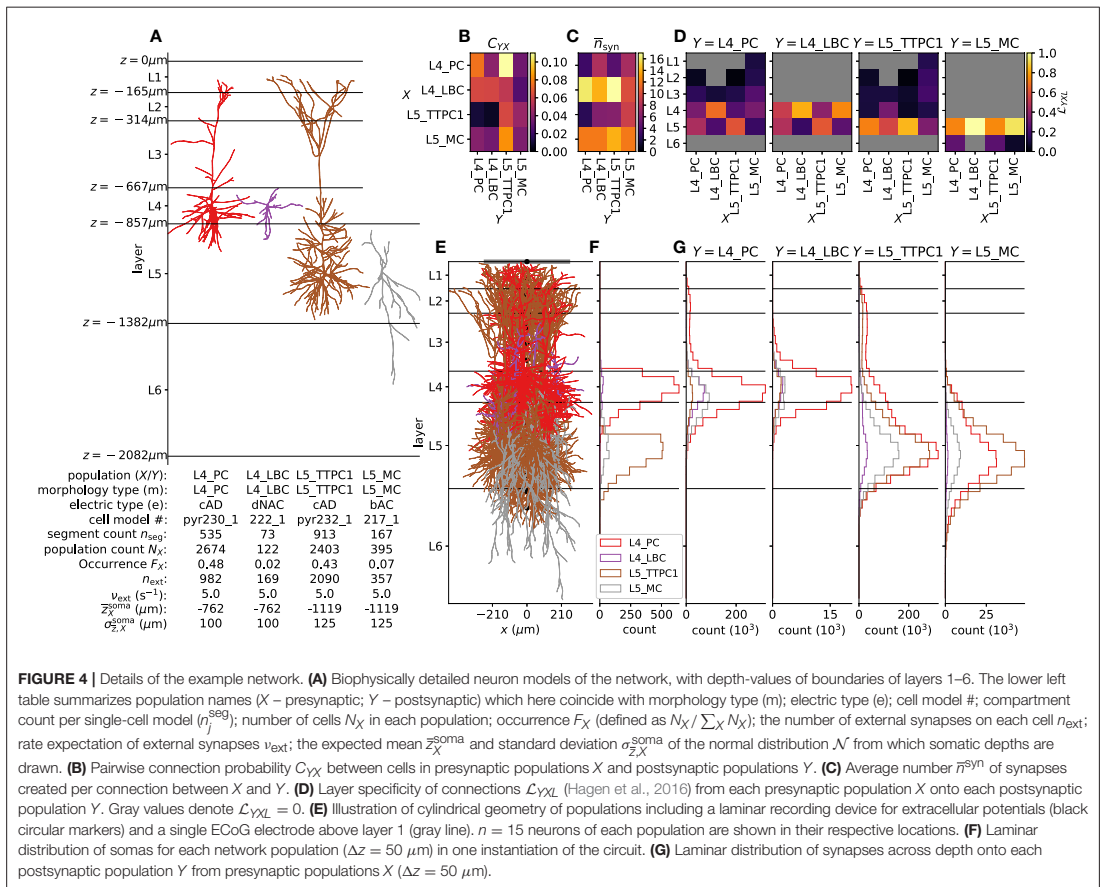 A
z = 0μm
L1
z = −165μm
L2
z = −314μm
L3
z = −667μm
L4
z = −857μm
layer
L5
z = −1382μm
L6
z = −2082μm
population (X/Y): L4_PC L4_LBC L5_TTPC1 L5_MC
morphology type (m): L4_PC L4_LBC L5_TTPC1 L5_MC
electric type (e): cAD dNAC cAD bAC
cell model #: pyr230_1 222_1 pyr232_1 217_1
segment count n_seg: 535 73 913 167
population count N_X: 2674 122 2403 395
Occurrence F_X: 0.48 0.02 0.43 0.07
n_ext: 982 169 2090 357
ν_ext (s⁻¹) 5.0 5.0 5.0 5.0
z̅_X^soma (μm) -762 -762 -1119 -1119
σ_z̅,X^soma (μm) 100 100 125 125
B
C_YX
L4_PC
L4_LBC
X
L5_TTPC1
L5_MC
L4_PC
L4_LBC
L5_TTPC1
L5_MC
Y
0.10
0.08
0.06
0.04
0.02
0.00
C
n̅_syn
L4_PC
L4_LBC
L5_TTPC1
L5_MC
Y
16
14
12
10
8
6
4
2
0
D
Y = L4_PC Y = L4_LBC Y = L5_TTPC1 Y = L5_MC
L1
L2
L3
L4
L5
L6
L4_PC
L4_LBC
L5_TTPC1
L5_MC
X
L4_PC
L4_LBC
L5_TTPC1
L5_MC
X
L4_PC
L4_LBC
L5_TTPC1
L5_MC
X
L4_PC
L4_LBC
L5_TTPC1
L5_MC
X
1.0
0.8
0.6
0.4
0.2
0.0
ℒ_YXL
E
L1
L2
L3
L4
layer
L5
L6
−210 0 210
x (μm)
F
0 250 500
count
L4_PC
L4_LBC
L5_TTPC1
L5_MC
G
Y = L4_PC Y = L4_LBC Y = L5_TTPC1 Y = L5_MC
0 200
count (10³)
0 15
count (10³)
0 200
count (10³)
0 25
count (10³)
FIGURE 4 | Details of the example network. (A) Biophysically detailed neuron models of the network, with depth-values of boundaries of layers 1–6. The lower left
table summarizes population names (X – presynaptic; Y – postsynaptic) which here coincide with morphology type (m); electric type (e); cell model #; compartment
count per single-cell model (n_j^seg); number of cells N_X in each population; occurrence F_X (defined as N_X/∑_X N_X); the number of external synapses on each cell n_ext;
rate expectation of external synapses ν_ext; the expected mean z̅_X^soma and standard deviation σ_z̅,X^soma of the normal distribution 𝒩 from which somatic depths are
drawn. (B) Pairwise connection probability C_YX between cells in presynaptic populations X and postsynaptic populations Y. (C) Average number n̅^syn of synapses
created per connection between X and Y. (D) Layer specificity of connections ℒ_YXL (Hagen et al., 2016) from each presynaptic population X onto each postsynaptic
population Y. Gray values denote ℒ_YXL = 0. (E) Illustration of cylindrical geometry of populations including a laminar recording device for extracellular potentials (black
circular markers) and a single ECoG electrode above layer 1 (gray line). n = 15 neurons of each population are shown in their respective locations. (F) Laminar
distribution of somas for each network population (Δz = 50 μm) in one instantiation of the circuit. (G) Laminar distribution of synapses across depth onto each
postsynaptic population Y from presynaptic populations X (Δz = 50 μm).